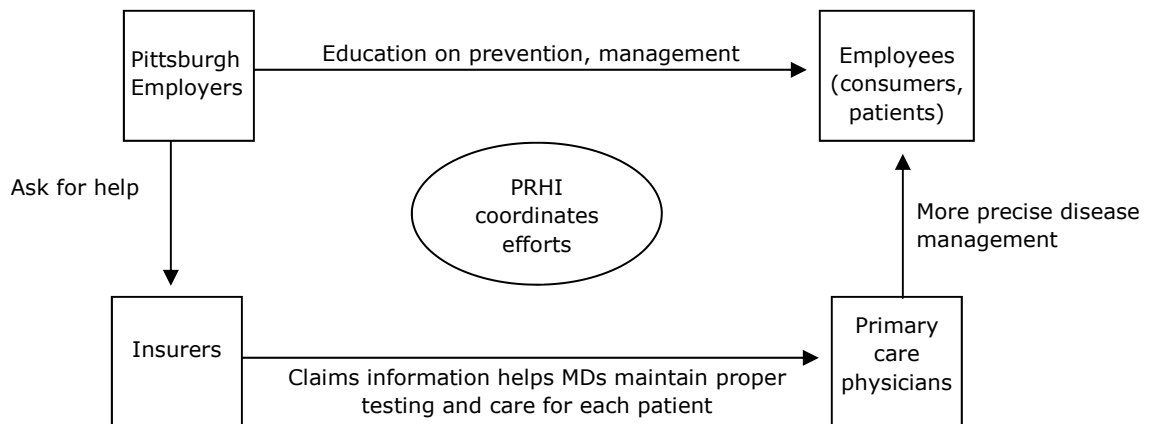 Pittsburgh
Employers
Education on prevention, management
Employees
(consumers,
patients)
Ask for help
PRHI
coordinates
efforts
More precise disease
management
Insurers
Claims information helps MDs maintain proper
testing and care for each patient
Primary
care
physicians